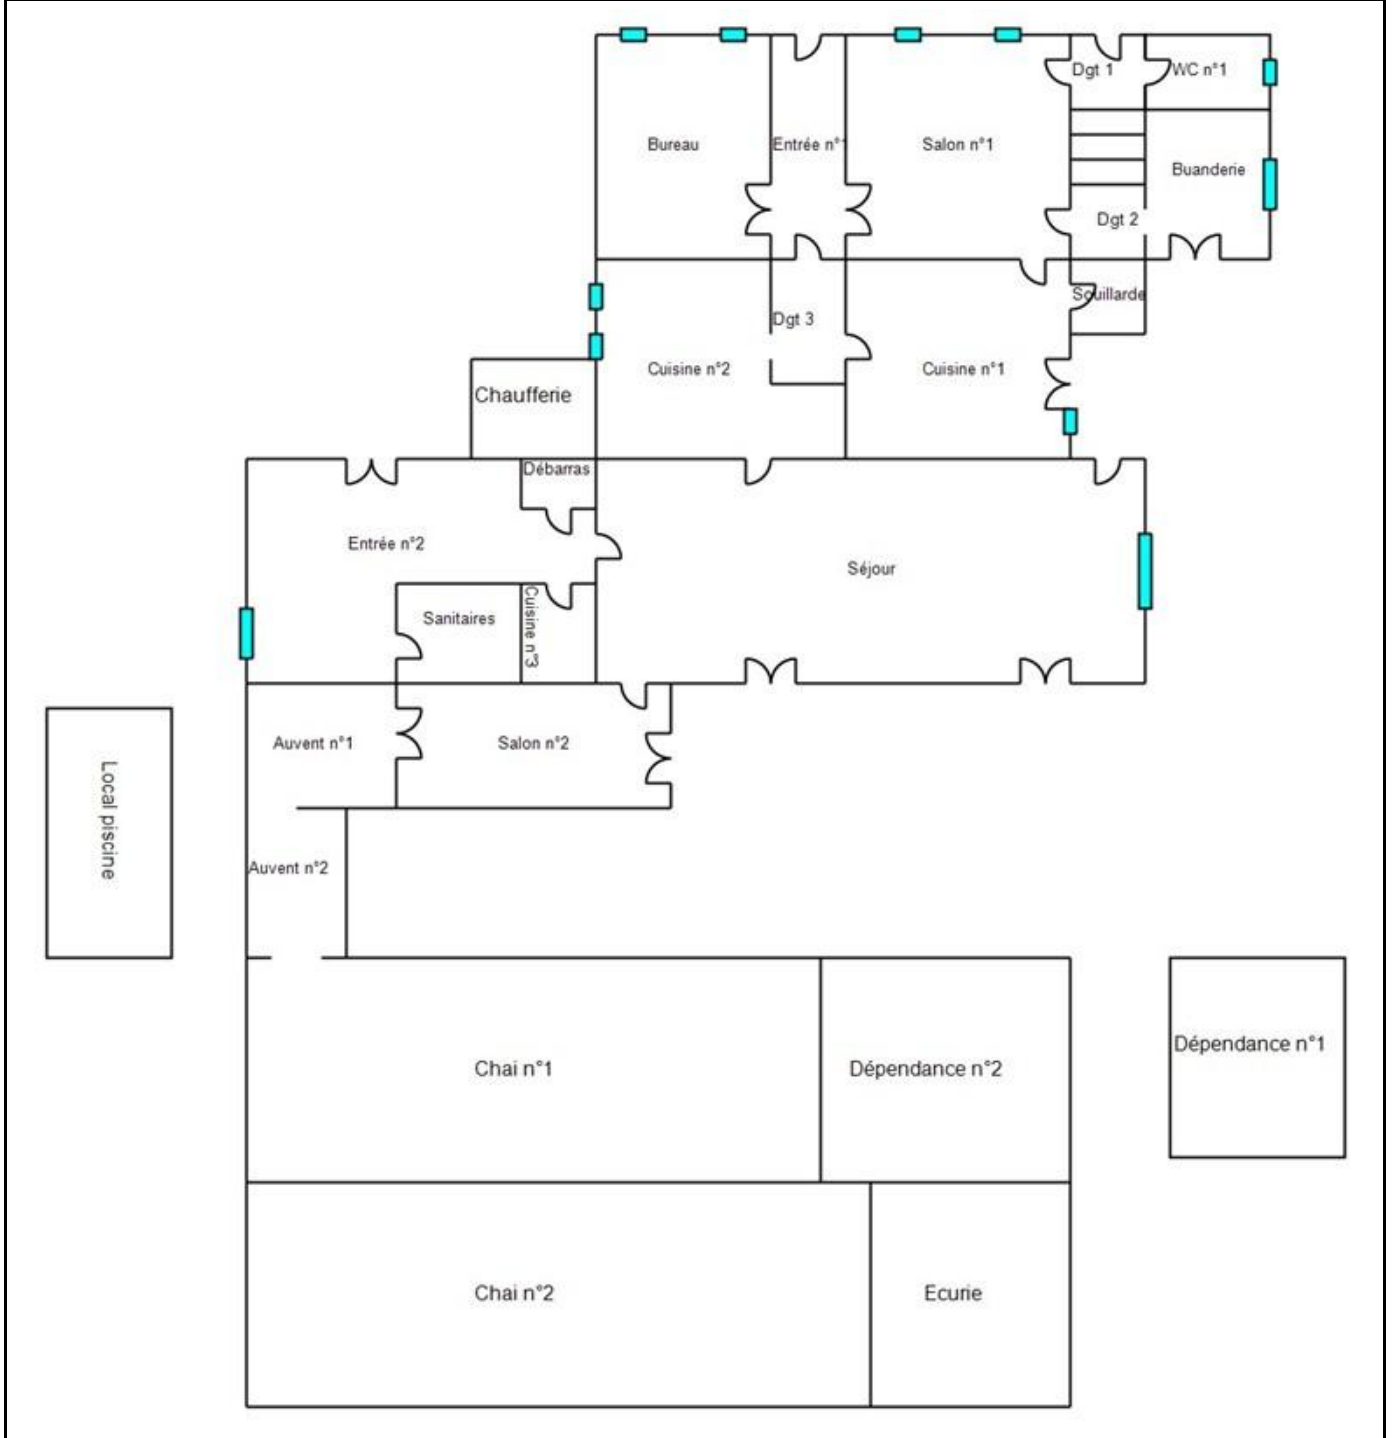 Dgt 1
WC n°1
Bureau
Entrée n°
Salon n°1
Buanderie
Dgt 2
Souillarde
Dgt 3
Cuisine n°2
Cuisine n°1
Chaufferie
Débarras
Entrée n°2
Séjour
Sanitaires
Cuisine n°3
Auvent n°1
Salon n°2
Local piscine
Auvent n°2
Dépendance n°1
Chai n°1
Dépendance n°2
Chai n°2
Ecurie